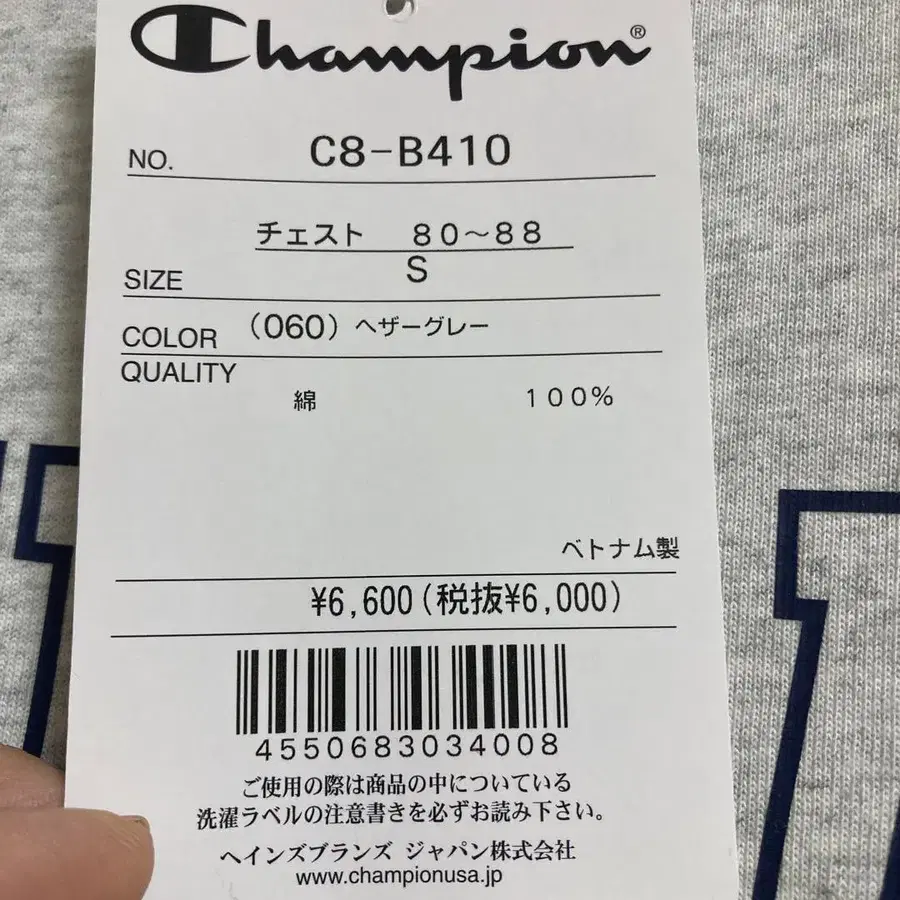 Champion®
NO. C8-B410
チェスト 80～88
SIZE S
COLOR (060) ヘザーグレー
QUALITY
綿 100%
ベトナム製
¥6,600(税抜¥6,000)
4550683034008
ご使用の際は商品の中についている
洗濯ラベルの注意書きを必ずお読み下さい。
ヘインズブランズ ジャパン株式会社
www.championusa.jp